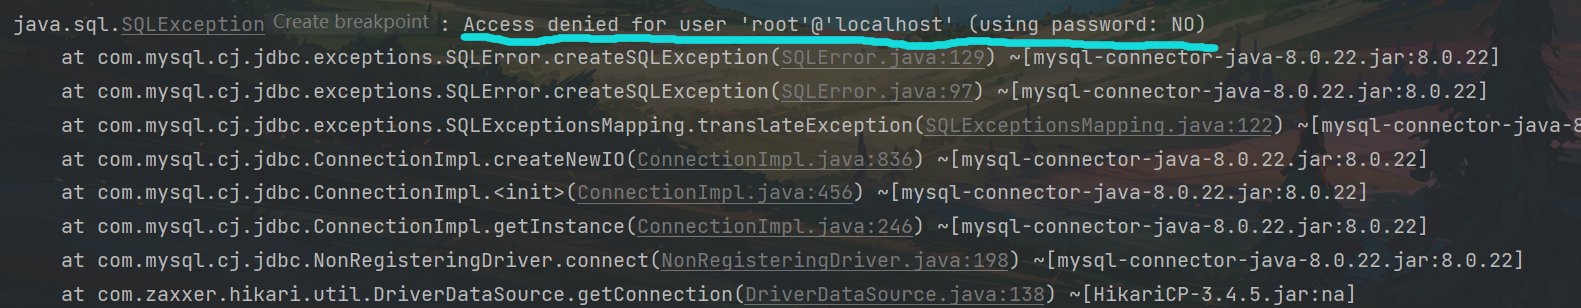 java.sql.SQLException Create breakpoint : Access denied for user 'root'@'localhost' (using password: NO)
at com.mysql.cj.jdbc.exceptions.SQLError.createSQLException(SQLError.java:129) ~[mysql-connector-java-8.0.22.jar:8.0.22]
at com.mysql.cj.jdbc.exceptions.SQLError.createSQLException(SQLError.java:97) ~[mysql-connector-java-8.0.22.jar:8.0.22]
at com.mysql.cj.jdbc.exceptions.SQLExceptionsMapping.translateException(SQLExceptionsMapping.java:122) ~[mysql-connector-java-8
at com.mysql.cj.jdbc.ConnectionImpl.createNewIO(ConnectionImpl.java:836) ~[mysql-connector-java-8.0.22.jar:8.0.22]
at com.mysql.cj.jdbc.ConnectionImpl.<init>(ConnectionImpl.java:456) ~[mysql-connector-java-8.0.22.jar:8.0.22]
at com.mysql.cj.jdbc.ConnectionImpl.getInstance(ConnectionImpl.java:246) ~[mysql-connector-java-8.0.22.jar:8.0.22]
at com.mysql.cj.jdbc.NonRegisteringDriver.connect(NonRegisteringDriver.java:198) ~[mysql-connector-java-8.0.22.jar:8.0.22]
at com.zaxxer.hikari.util.DriverDataSource.getConnection(DriverDataSource.java:138) ~[HikariCP-3.4.5.jar:na]